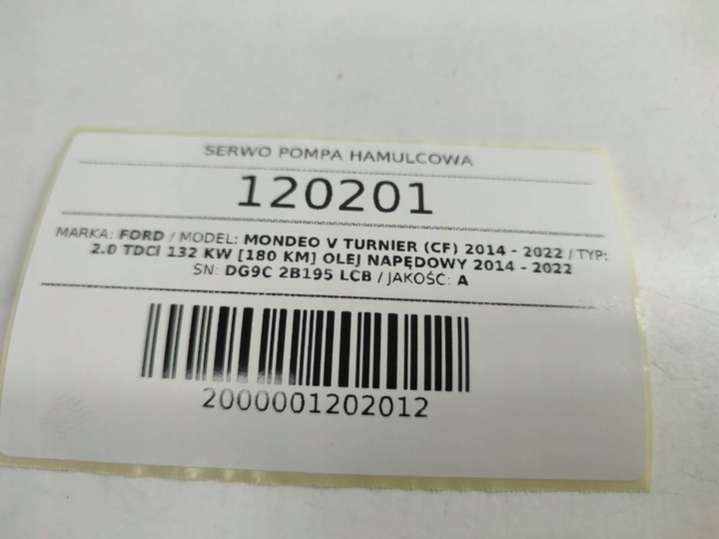 SERWO POMPA HAMULCOWA
120201
MARKA: FORD / MODEL: MONDEO V TURNIER (CF) 2014 - 2022 / TYP:
2.0 TDCI 132 KW [180 KM] OLEJ NAPĘDOWY 2014 - 2022
SN: DG9C 2B195 LCB / JAKOŚĆ: A
2000001202012